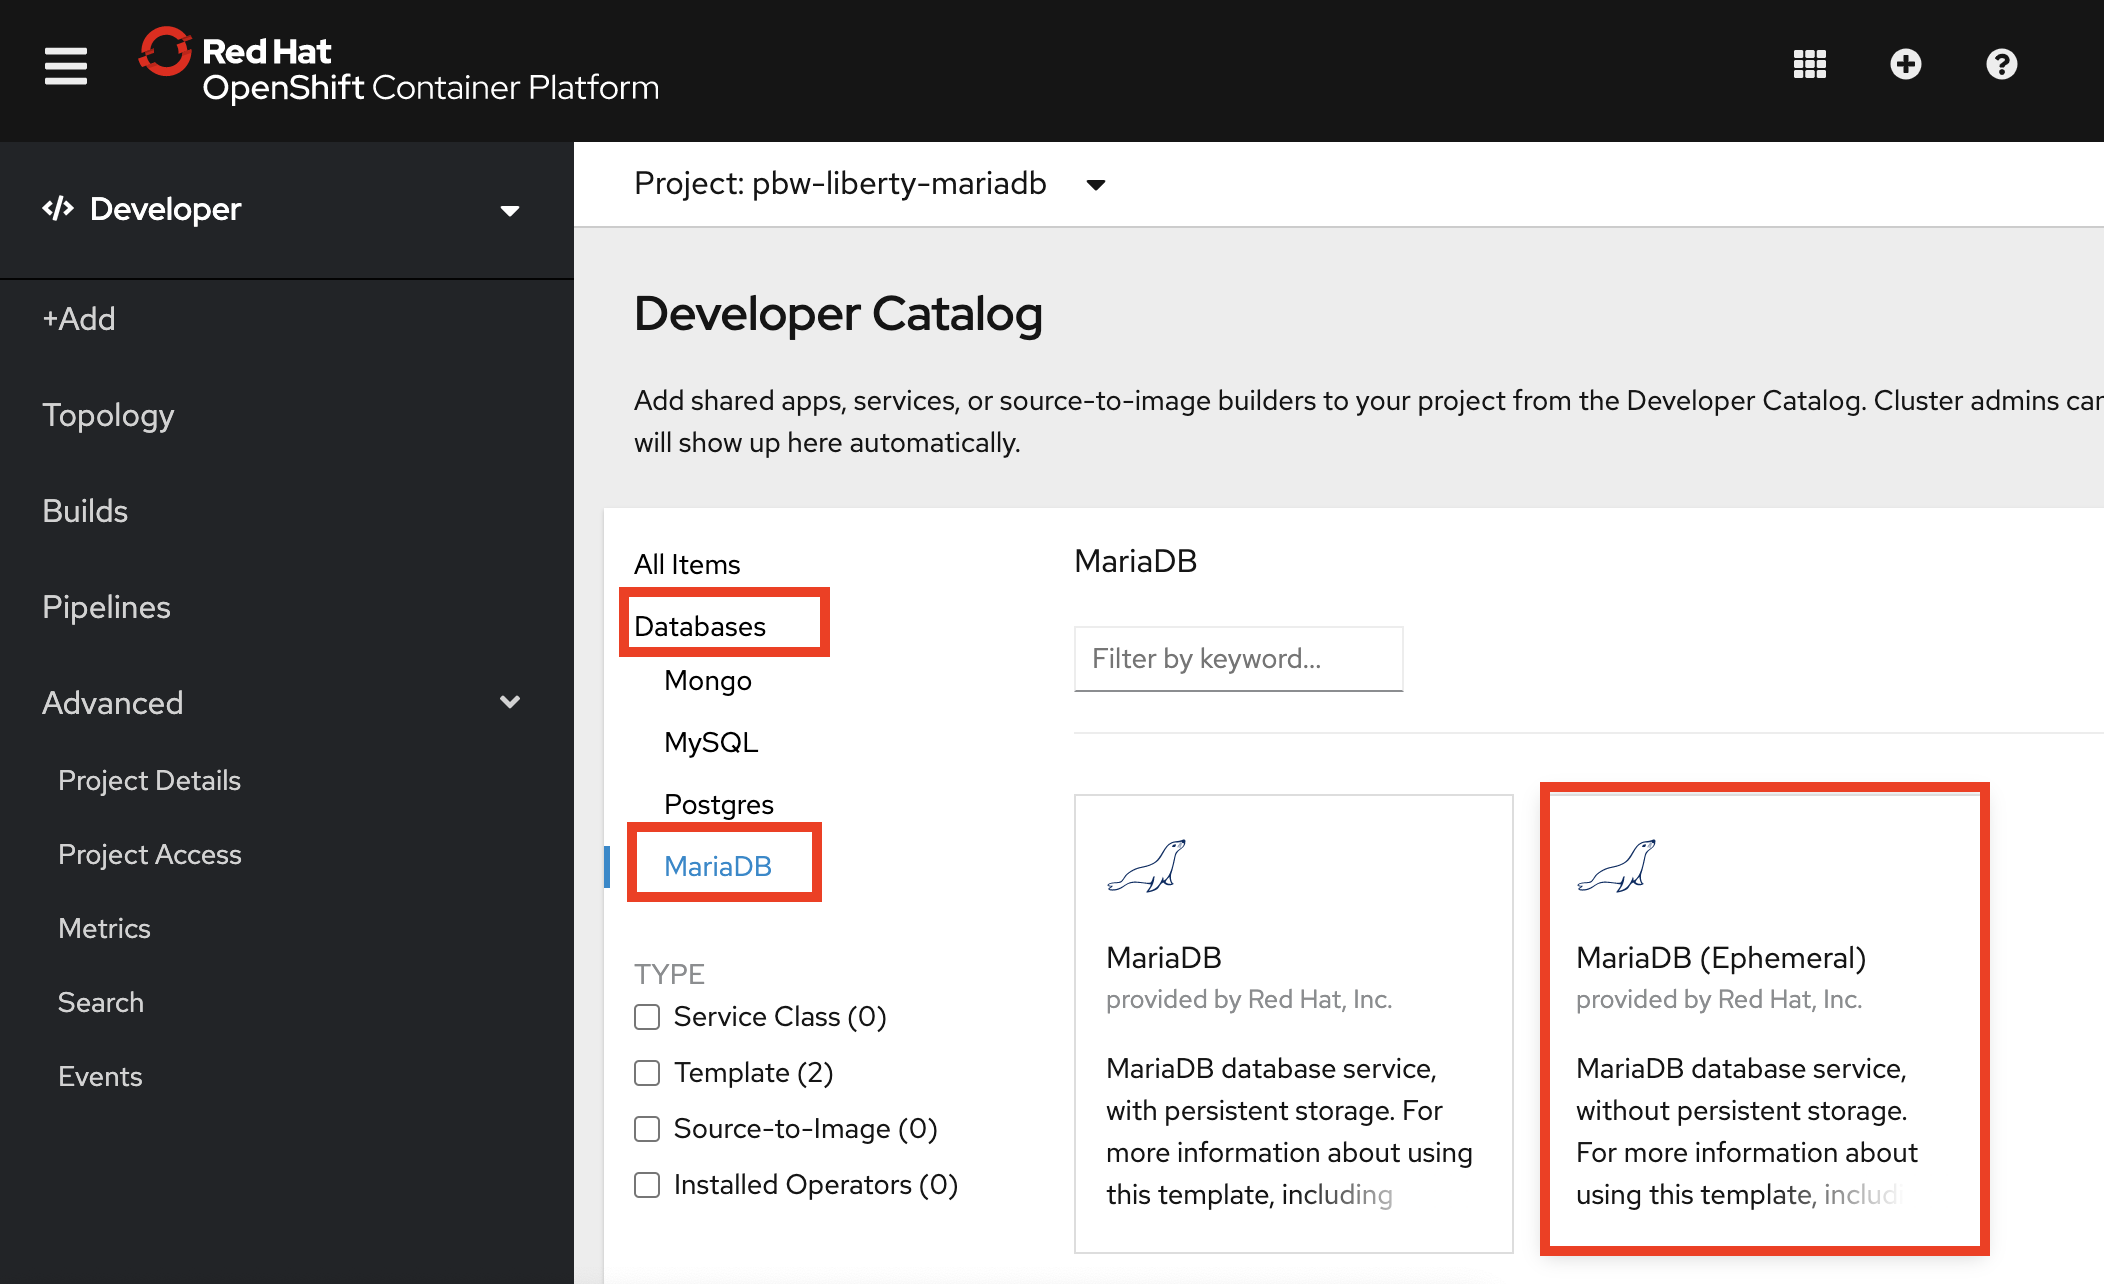 Red Hat
OpenShift Container Platform
Developer
+Add
Topology
Builds
Pipelines
Advanced
Project Details
Project Access
Metrics
Search
Events
Project: pbw-liberty-mariadb
Developer Catalog
Add shared apps, services, or source-to-image builders to your project from the Developer Catalog. Cluster admins can
will show up here automatically.
All Items
Databases
Mongo
MySQL
Postgres
MariaDB
TYPE
Service Class (0)
Template (2)
Source-to-Image (0)
Installed Operators (0)
MariaDB
Filter by keyword...
MariaDB
provided by Red Hat, Inc.
MariaDB database service,
with persistent storage. For
more information about using
this template, including
MariaDB (Ephemeral)
provided by Red Hat, Inc.
MariaDB database service,
without persistent storage.
For more information about
using this template, includi